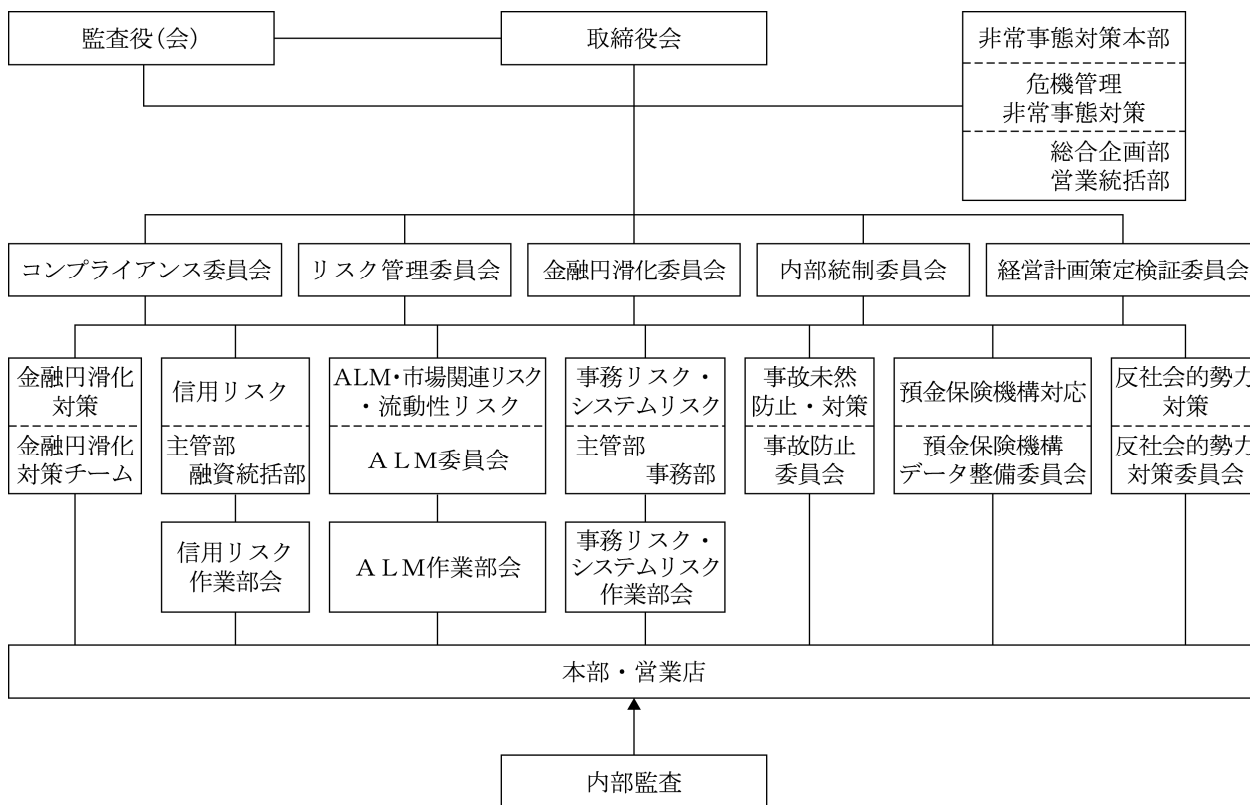 監査役(会)
取締役会
非常事態対策本部
危機管理
非常事態対策
総合企画部
営業統括部
コンプライアンス委員会
リスク管理委員会
金融円滑化委員会
内部統制委員会
経営計画策定検証委員会
金融円滑化
対策
金融円滑化
対策チーム
信用リスク
主管部
融資統括部
ALM・市場関連リスク
・流動性リスク
ALM委員会
事務リスク・
システムリスク
主管部
事務部
事故未然
防止・対策
事故防止
委員会
預金保険機構対応
預金保険機構
データ整備委員会
反社会的勢力
対策
反社会的勢力
対策委員会
信用リスク
作業部会
ALM作業部会
事務リスク・
システムリスク
作業部会
本部・営業店
内部監査